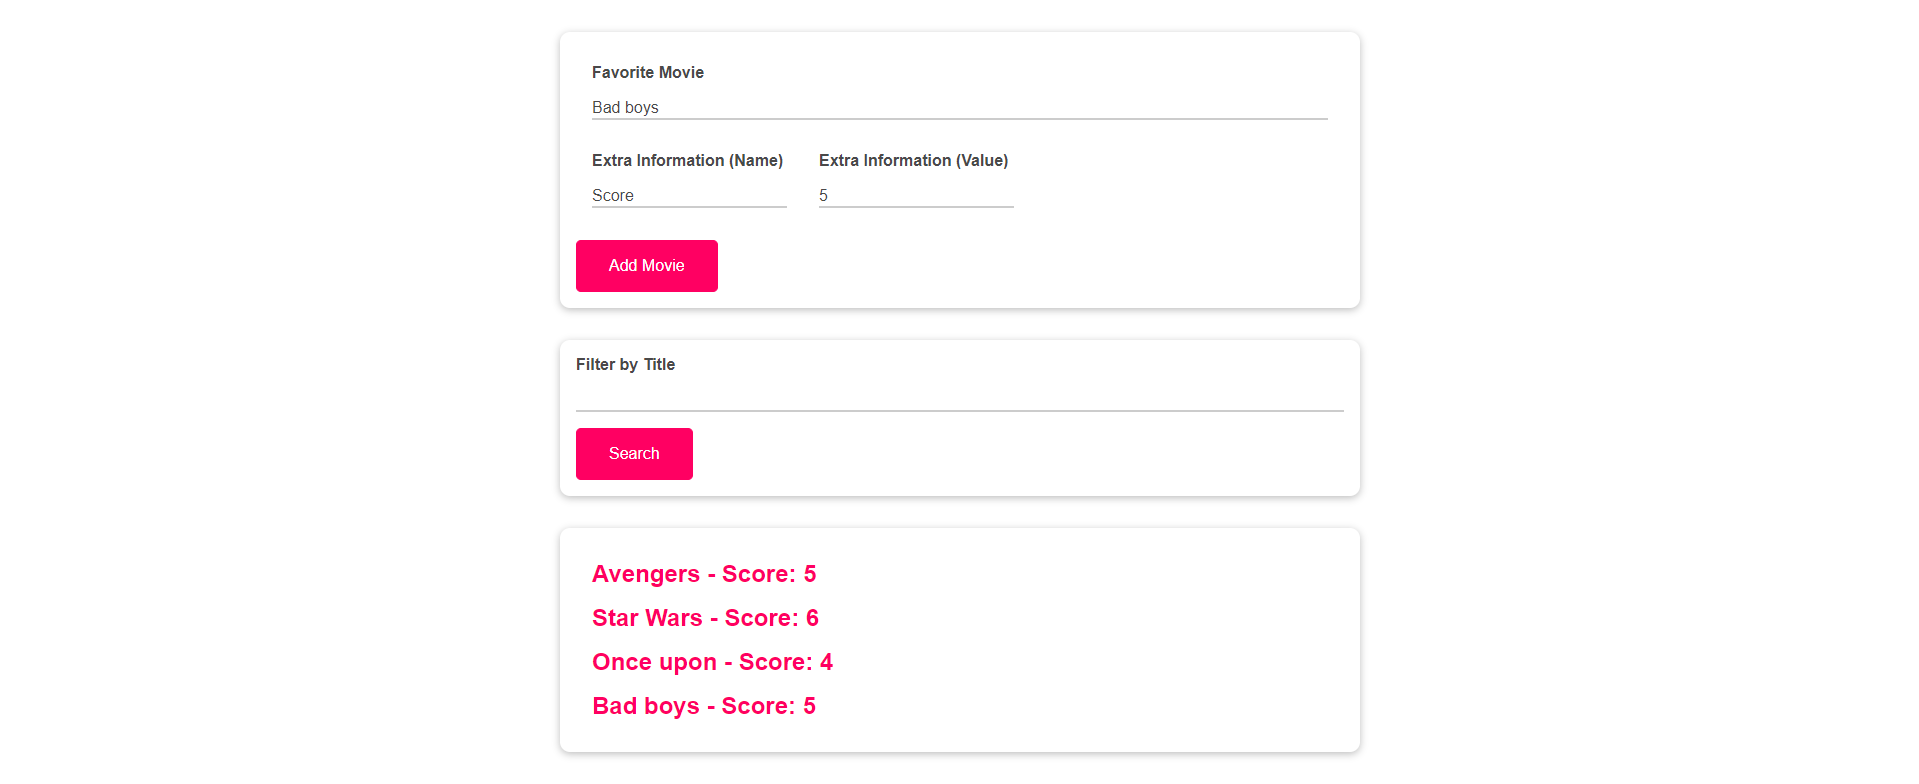 Favorite Movie
Bad boys
Extra Information (Name) Extra Information (Value)
Score 5
Add Movie
Filter by Title
Search
Avengers - Score: 5
Star Wars - Score: 6
Once upon - Score: 4
Bad boys - Score: 5